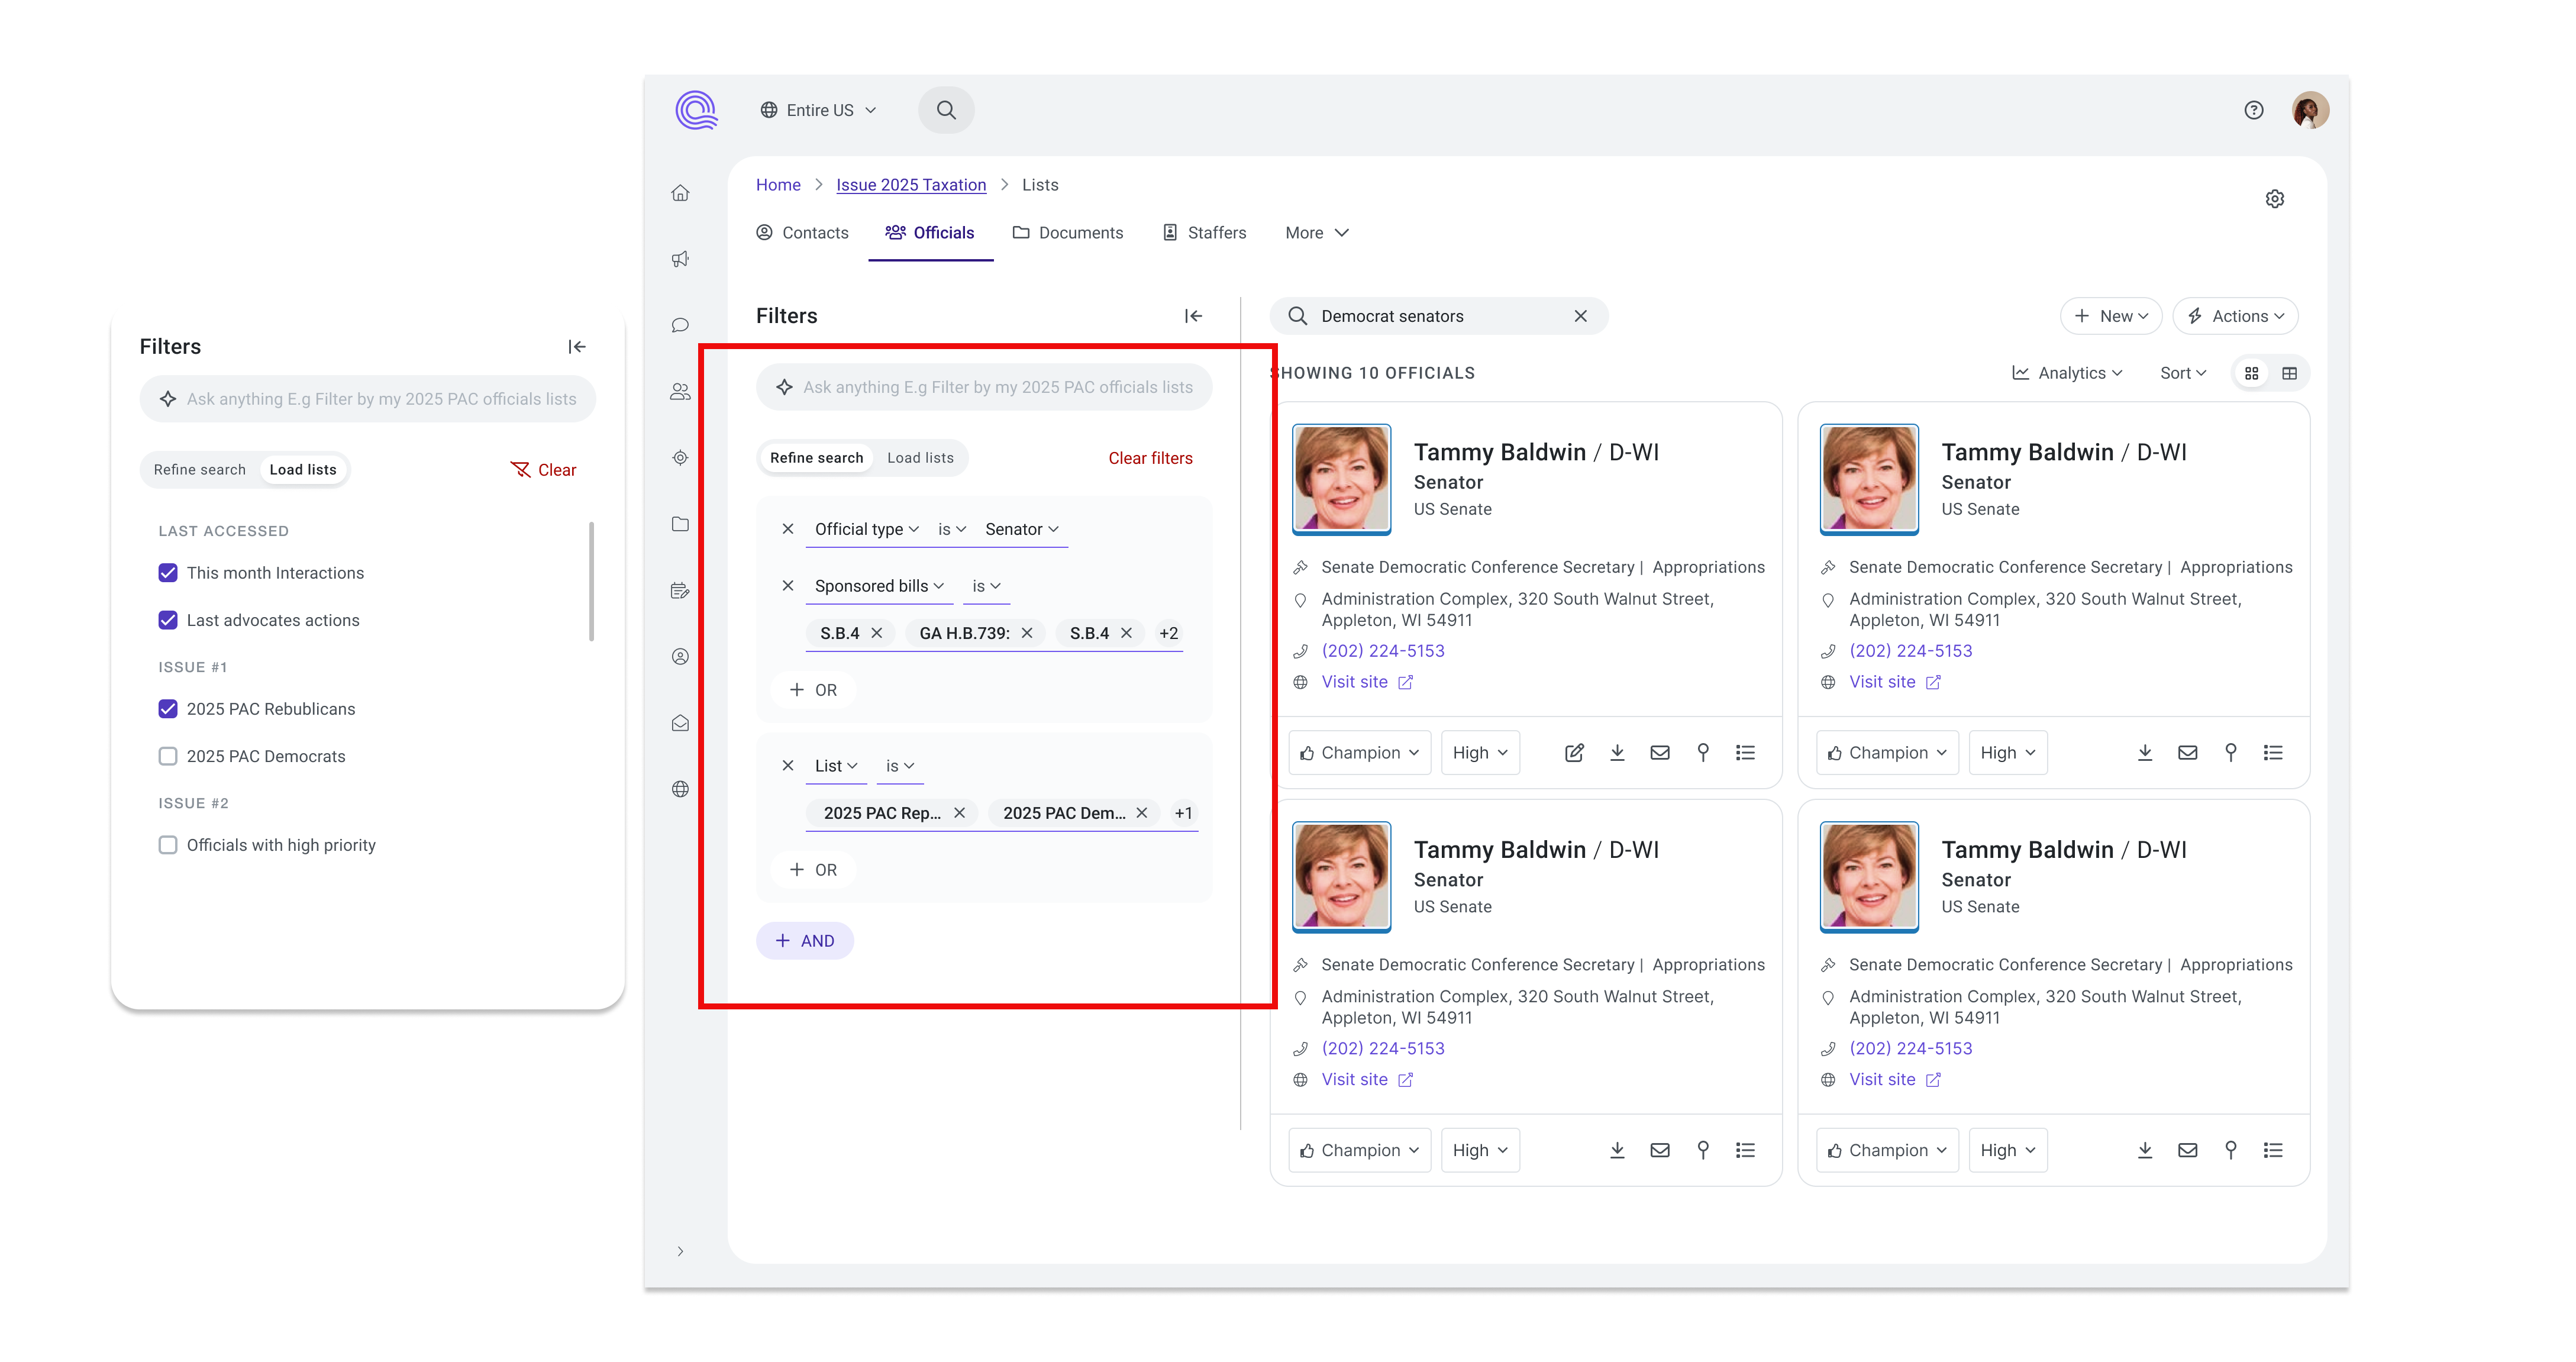 Filters
Ask anything E.g Filter by my 2025 PAC officials lists
Refine search Load lists Clear
LAST ACCESSED
This month Interactions
Last advocates actions
ISSUE #1
2025 PAC Rebublicans
2025 PAC Democrats
ISSUE #2
Officials with high priority
Entire US
Home > Issue 2025 Taxation > Lists
Contacts Officials Documents Staffers More
Filters
Ask anything E.g Filter by my 2025 PAC officials lists
Refine search Load lists Clear filters
Official type is Senator
Sponsored bills is
S.B.4 GA H.B.739: S.B.4 +2
+ OR
List is
2025 PAC Rep... 2025 PAC Dem... +1
+ OR
+ AND
Democrat senators
+ New Actions
SHOWING 10 OFFICIALS
Analytics Sort
Tammy Baldwin / D-WI
Senator
US Senate
Senate Democratic Conference Secretary | Appropriations
Administration Complex, 320 South Walnut Street,
Appleton, WI 54911
(202) 224-5153
Visit site
Champion High
Tammy Baldwin / D-WI
Senator
US Senate
Senate Democratic Conference Secretary | Appropriations
Administration Complex, 320 South Walnut Street,
Appleton, WI 54911
(202) 224-5153
Visit site
Champion High
Tammy Baldwin / D-WI
Senator
US Senate
Senate Democratic Conference Secretary | Appropriations
Administration Complex, 320 South Walnut Street,
Appleton, WI 54911
(202) 224-5153
Visit site
Champion High
Tammy Baldwin / D-WI
Senator
US Senate
Senate Democratic Conference Secretary | Appropriations
Administration Complex, 320 South Walnut Street,
Appleton, WI 54911
(202) 224-5153
Visit site
Champion High